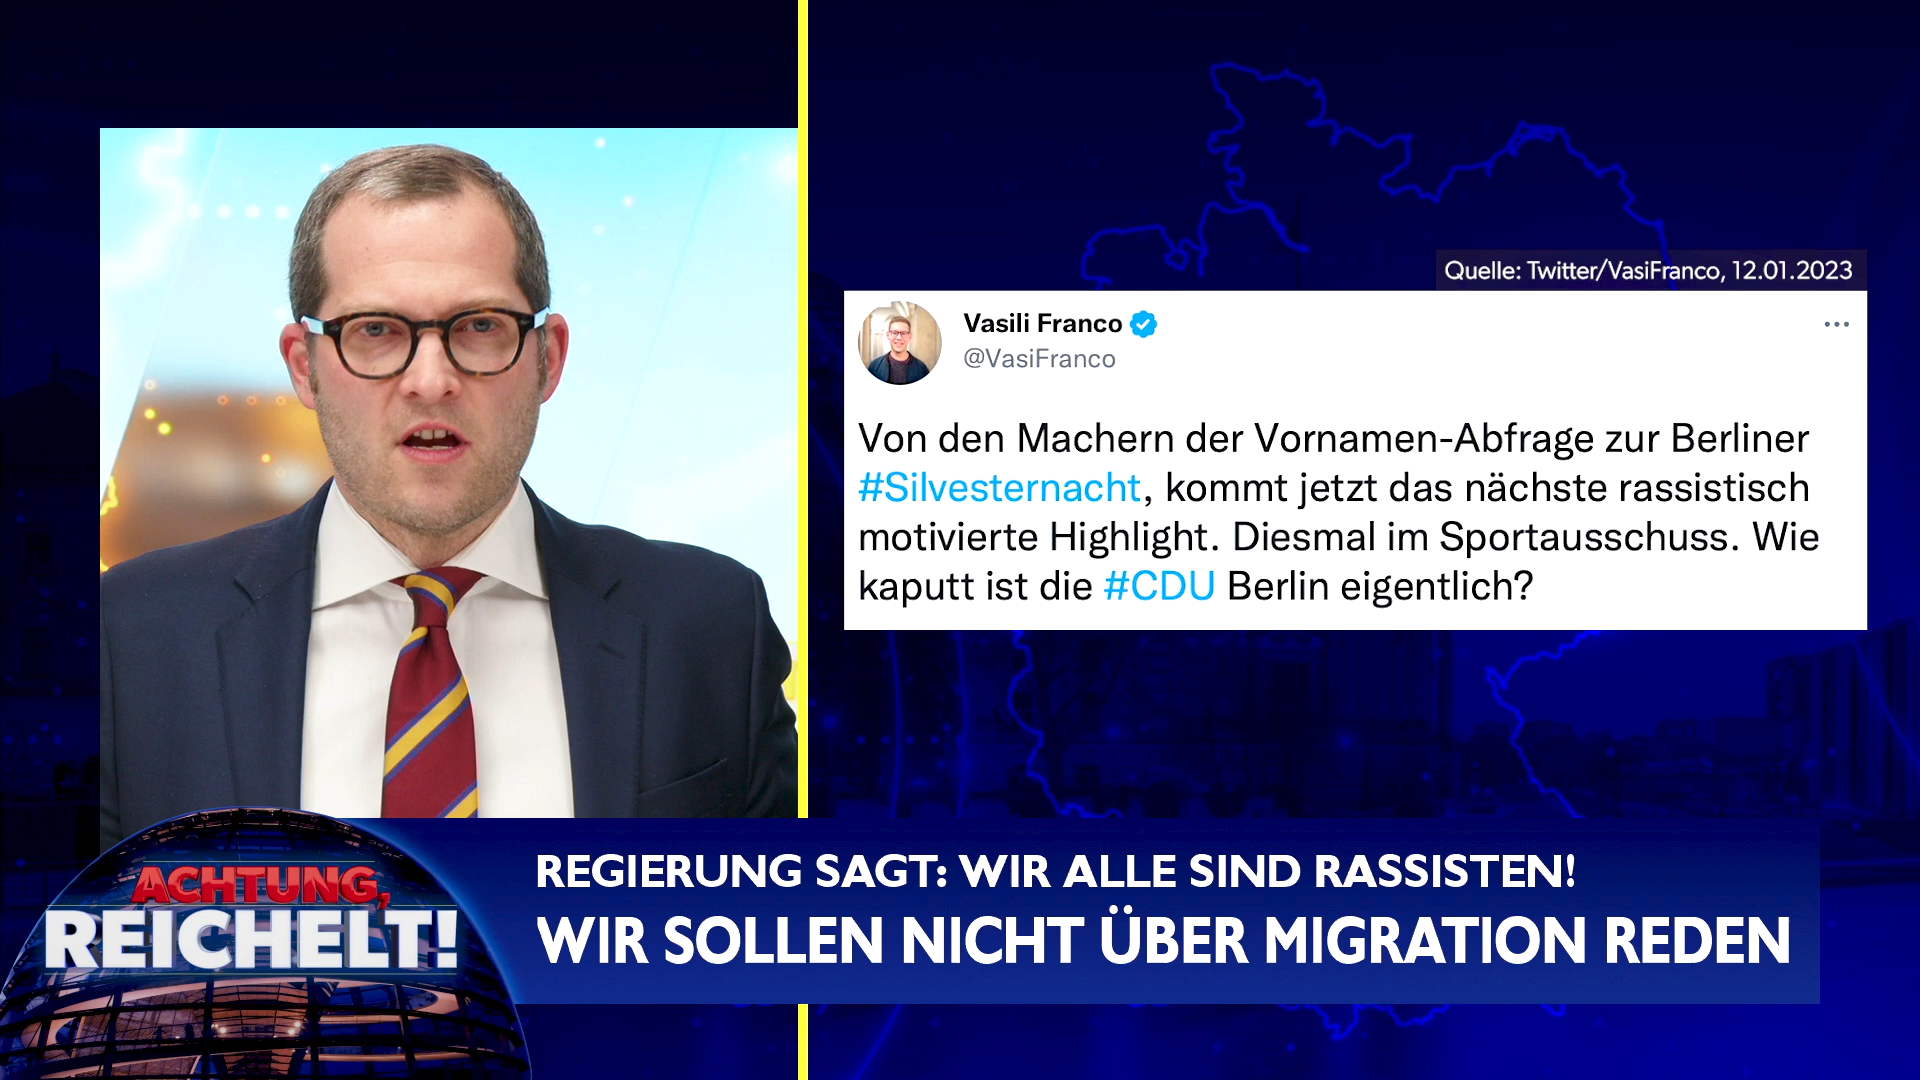 Quelle: Twitter/VasiFranco, 12.01.2023
Vasili Franco
@VasiFranco
Von den Machern der Vornamen-Abfrage zur Berliner
#Silvesternacht, kommt jetzt das nächste rassistisch
motivierte Highlight. Diesmal im Sportausschuss. Wie
kaputt ist die #CDU Berlin eigentlich?
ACHTUNG,
REICHELT!
REGIERUNG SAGT: WIR ALLE SIND RASSISTEN!
WIR SOLLEN NICHT ÜBER MIGRATION REDEN